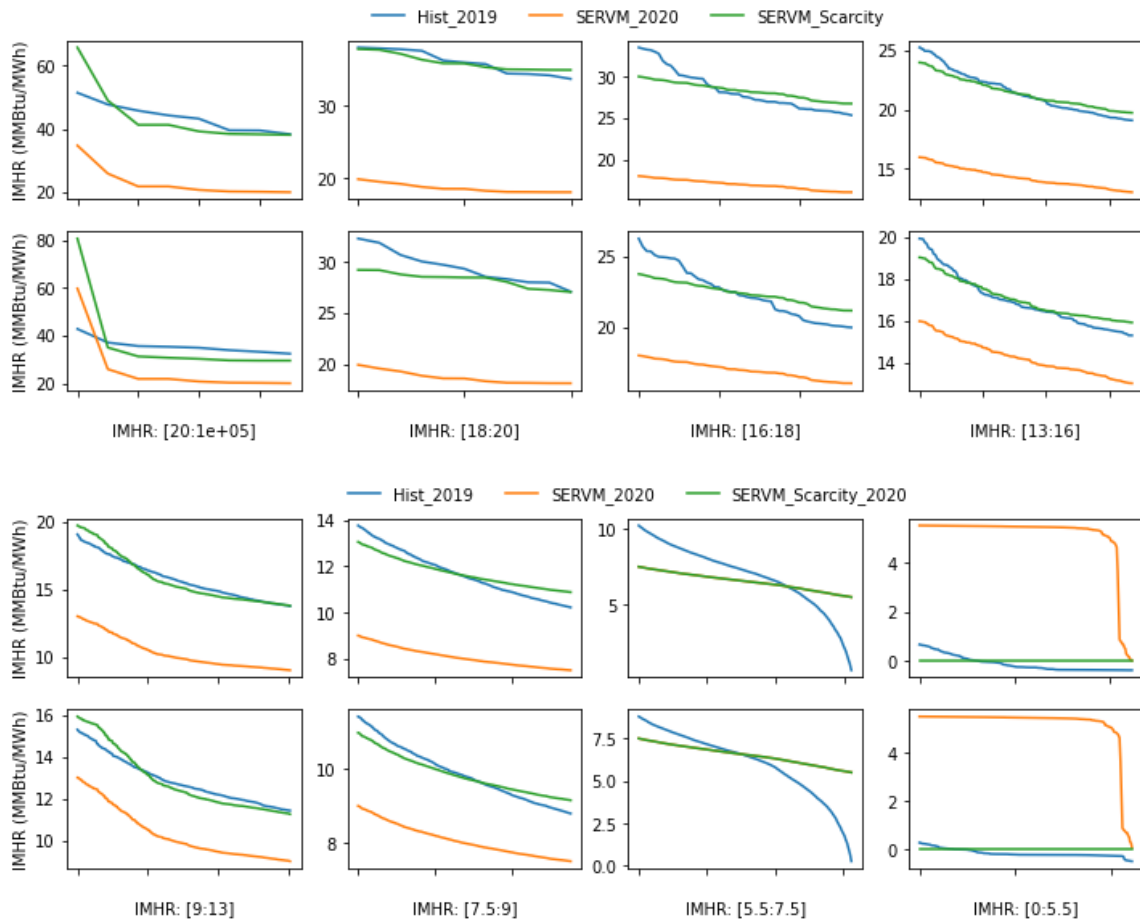 Hist_2019 SERVM_2020 SERVM_Scarcity
IMHR (MMBtu/MWh) 60 40 20 30 20 30 25 20 25 20 15
IMHR (MMBtu/MWh) 80 60 40 20 30 25 20 25 20 20 18 16 14
IMHR: [20:1e+05] IMHR: [18:20] IMHR: [16:18] IMHR: [13:16]
Hist_2019 SERVM_2020 SERVM_Scarcity_2020
IMHR (MMBtu/MWh) 20 15 10 14 12 10 8 10 5 4 2 0
IMHR (MMBtu/MWh) 16 14 12 10 10 8 7.5 5.0 2.5 0.0 4 2 0
IMHR: [9:13] IMHR: [7.5:9] IMHR: [5.5:7.5] IMHR: [0:5.5]